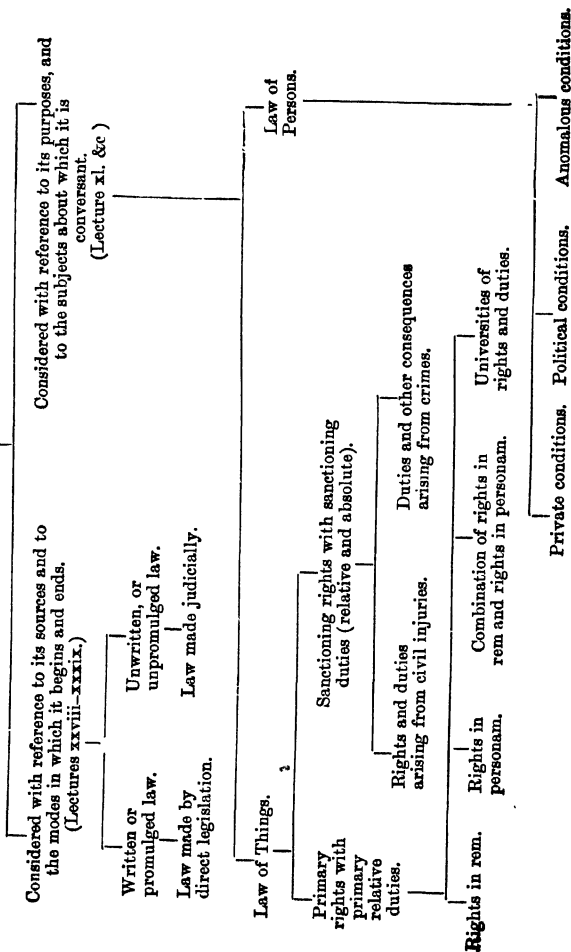 Considered with reference to its sources and to
the modes in which it begins and ends.
(Lectures xxviii–xxxix.)
Considered with reference to its purposes, and
to the subjects about which it is
conversant.
(Lecture xl. &c )
Written or
promulged law.
Unwritten, or
unpromulged law.
Law made by
direct legislation.
Law made judicially.
Law of Things.
Law of
Persons.
Primary
rights with
primary
relative
duties.
Sanctioning rights with sanctioning
duties (relative and absolute).
Rights and duties
arising from civil injuries.
Duties and other consequences
arising from crimes.
Rights in rem.
Rights in
personam.
Combination of rights in
rem and rights in personam.
Universities of
rights and duties.
Private conditions.
Political conditions.
Anomalous conditions.